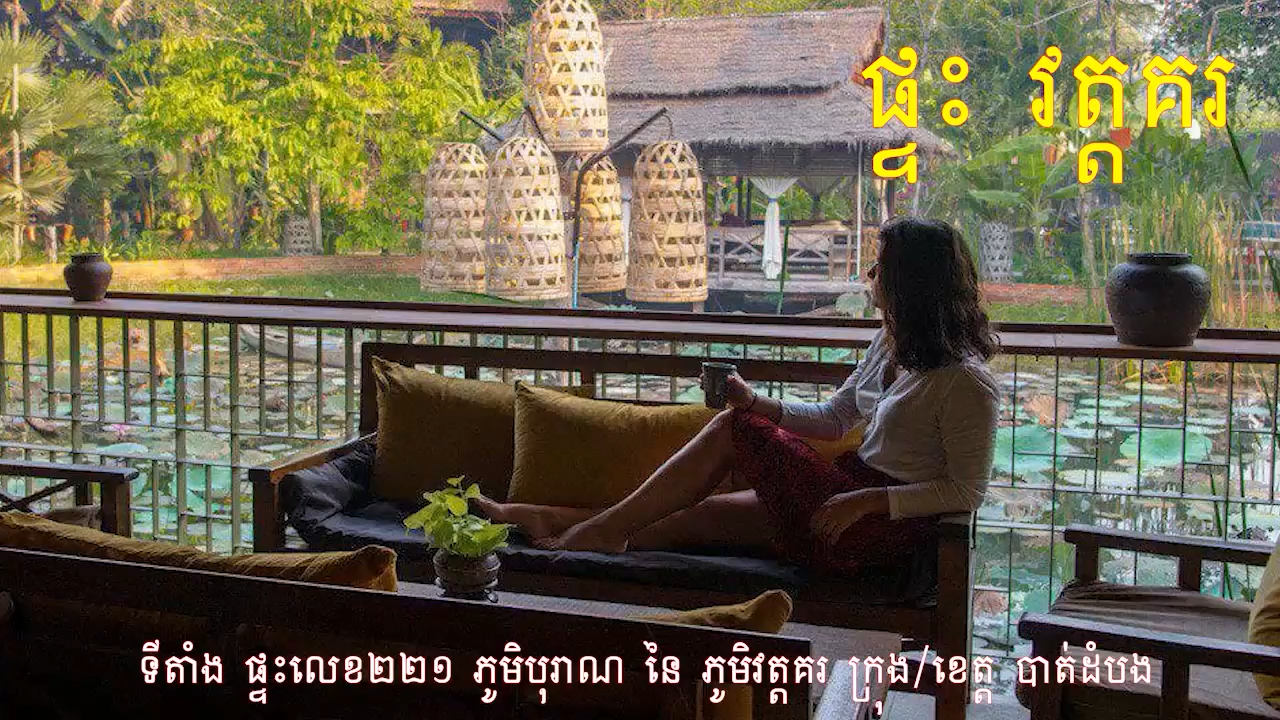 ផ្ទះ វត្តគរ
ទីតាំង ផ្ទះលេខ២២១ ភូមិបុរាណ នៃ ភូមិវត្តគរ ក្រុង/ខេត្ត បាត់ដំបង